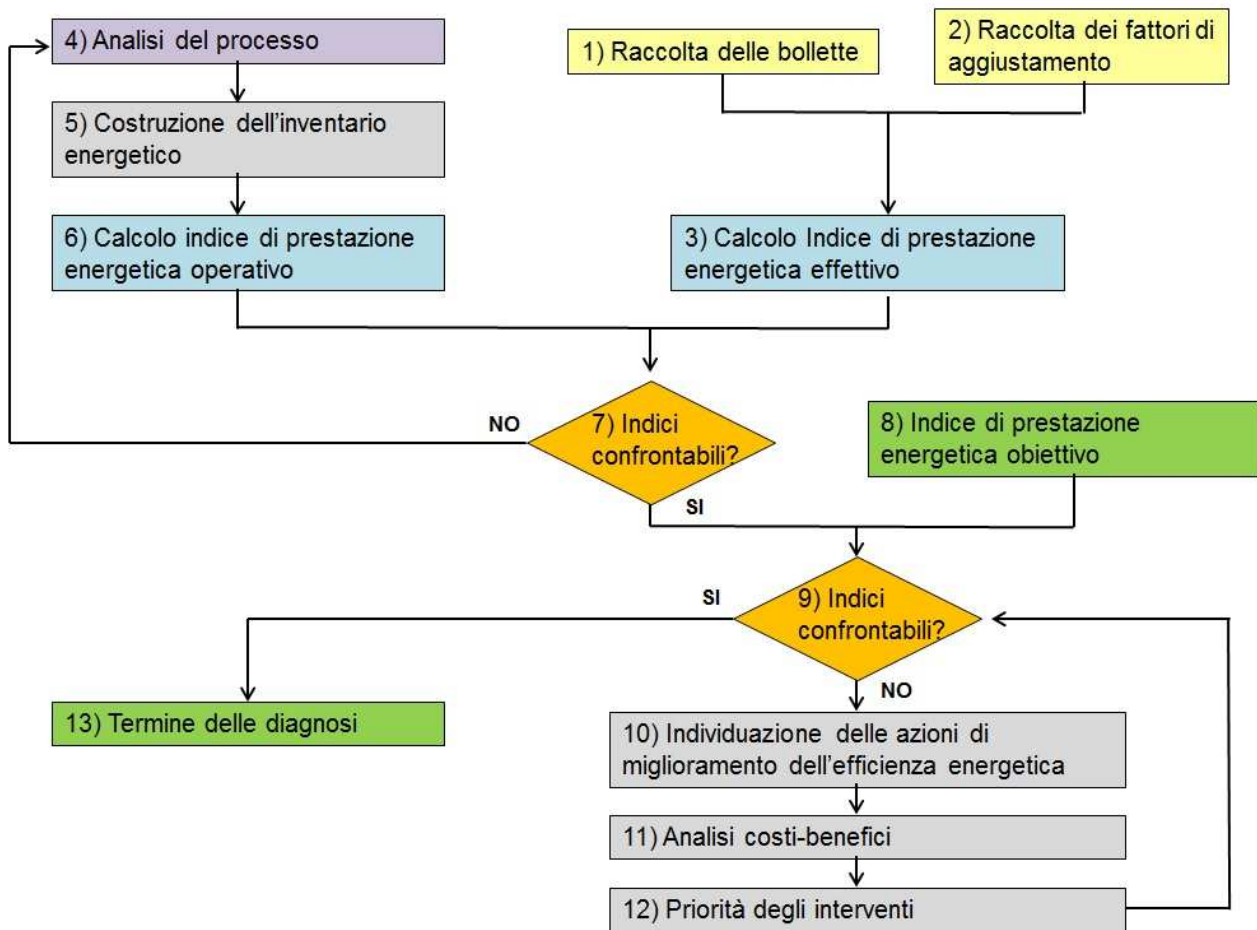 4) Analisi del processo
1) Raccolta delle bollette
2) Raccolta dei fattori di
aggiustamento
5) Costruzione dell'inventario
energetico
6) Calcolo indice di prestazione
energetica operativo
3) Calcolo Indice di prestazione
energetica effettivo
NO
7) Indici
confrontabili?
8) Indice di prestazione
energetica obiettivo
SI
SI
9) Indici
confrontabili?
NO
13) Termine delle diagnosi
10) Individuazione delle azioni di
miglioramento dell'efficienza energetica
11) Analisi costi-benefici
12) Priorità degli interventi